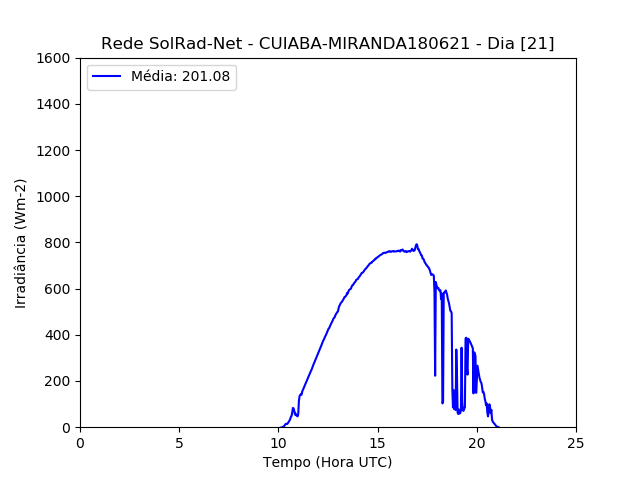 Rede SolRad-Net - CUIABA-MIRANDA180621 - Dia [21]
Média: 201.08
Irradiância (Wm-2)
1600
1400
1200
1000
800
600
400
200
0
0 5 10 15 20 25
Tempo (Hora UTC)